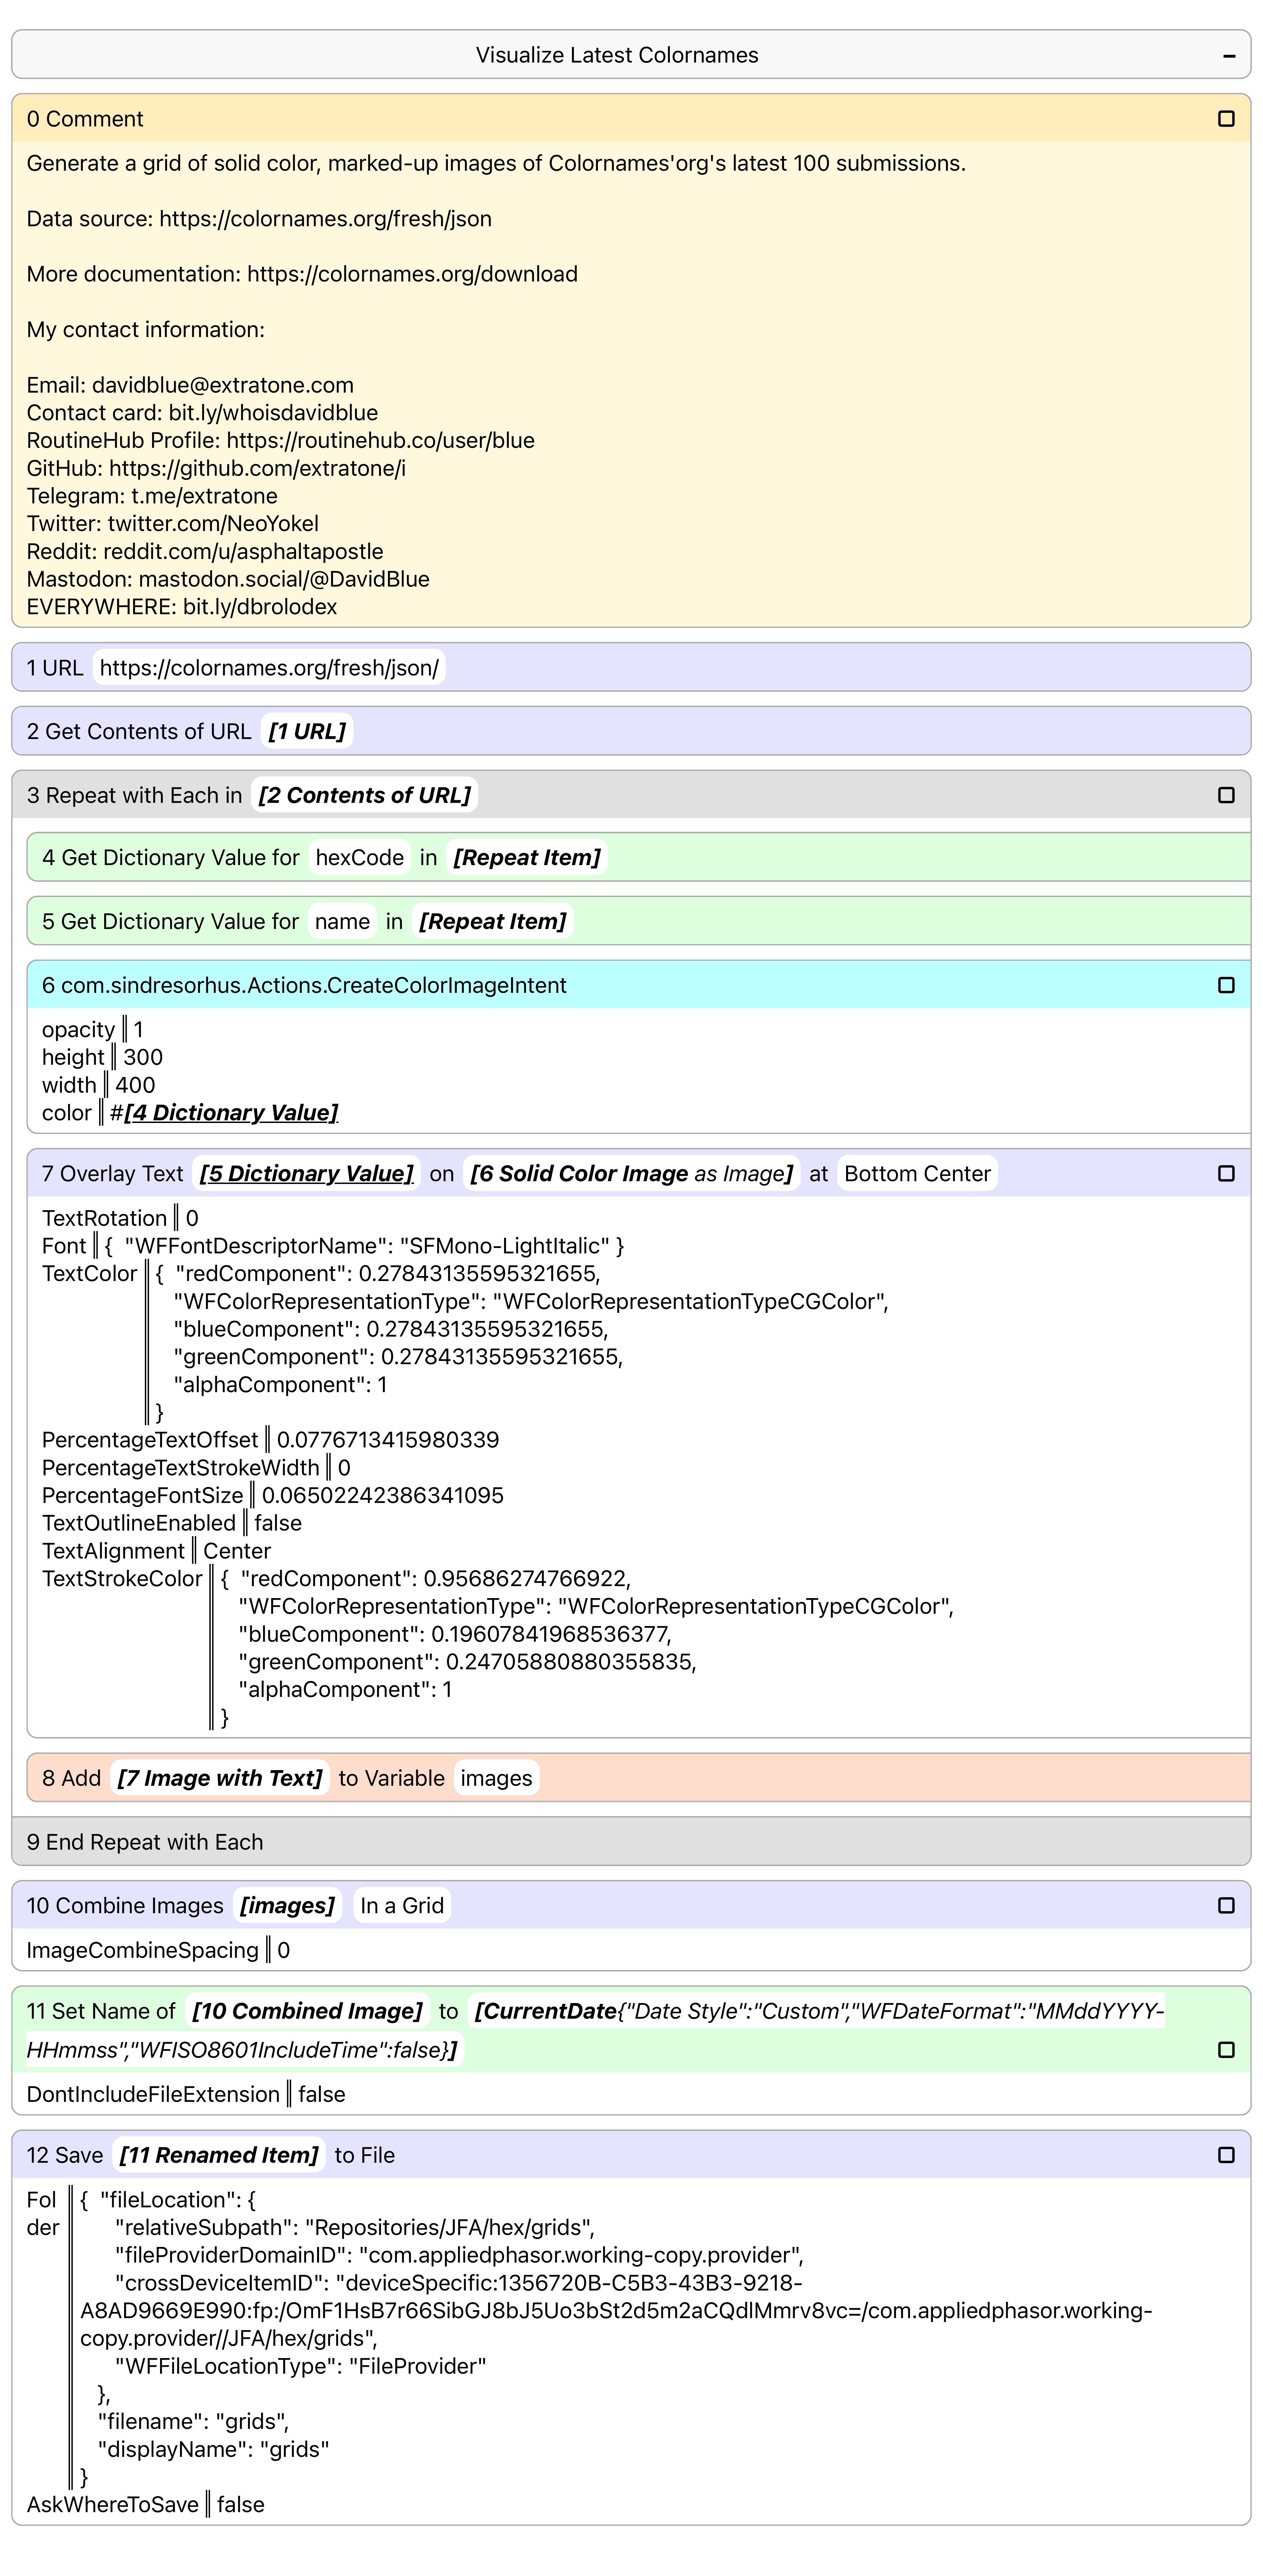 Visualize Latest Colornames
0 Comment
Generate a grid of solid color, marked-up images of Colornames'org's latest 100 submissions.
Data source: https://colornames.org/fresh/json
More documentation: https://colornames.org/download
My contact information:
Email: davidblue@extratone.com
Contact card: bit.ly/whoisdavidblue
RoutineHub Profile: https://routinehub.co/user/blue
GitHub: https://github.com/extratone/i
Telegram: t.me/extratone
Twitter: twitter.com/NeoYokel
Reddit: reddit.com/u/asphaltapostle
Mastodon: mastodon.social/@DavidBlue
EVERYWHERE: bit.ly/dbrolodex
1 URL https://colornames.org/fresh/json/
2 Get Contents of URL [1 URL]
3 Repeat with Each in [2 Contents of URL]
4 Get Dictionary Value for hexCode in [Repeat Item]
5 Get Dictionary Value for name in [Repeat Item]
6 com.sindresorhus.Actions.CreateColorImageIntent
opacity 1
height 300
width 400
color #[4 Dictionary Value]
7 Overlay Text [5 Dictionary Value] on [6 Solid Color Image as Image] at Bottom Center
TextRotation 0
Font { "WFFontDescriptorName": "SFMono-LightItalic" }
TextColor { "redComponent": 0.27843135595321655,
"WFColorRepresentationType": "WFColorRepresentationTypeCGColor",
"blueComponent": 0.27843135595321655,
"greenComponent": 0.27843135595321655,
"alphaComponent": 1
}
PercentageTextOffset 0.0776713415980339
PercentageTextStrokeWidth 0
PercentageFontSize 0.06502242386341095
TextOutlineEnabled false
TextAlignment Center
TextStrokeColor { "redComponent": 0.95686274766922,
"WFColorRepresentationType": "WFColorRepresentationTypeCGColor",
"blueComponent": 0.19607841968536377,
"greenComponent": 0.24705880880355835,
"alphaComponent": 1
}
8 Add [7 Image with Text] to Variable images
9 End Repeat with Each
10 Combine Images [images] In a Grid
ImageCombineSpacing 0
11 Set Name of [10 Combined Image] to [CurrentDate{"Date Style":"Custom","WFDateFormat":"MMddYYYY-
HHmmss","WFISO8601IncludeTime":false}]
DontIncludeFileExtension false
12 Save [11 Renamed Item] to File
Fol { "fileLocation": {
der "relativeSubpath": "Repositories/JFA/hex/grids",
"fileProviderDomainID": "com.appliedphasor.working-copy.provider",
"crossDeviceItemID": "deviceSpecific:1356720B-C5B3-43B3-9218-
A8AD9669E990:fp:/OmF1HsB7r66SibGJ8bJ5Uo3bSt2d5m2aCQdlMmrv8vc=/com.appliedphasor.working-
copy.provider//JFA/hex/grids",
"WFFileLocationType": "FileProvider"
},
"filename": "grids",
"displayName": "grids"
}
AskWhereToSave false